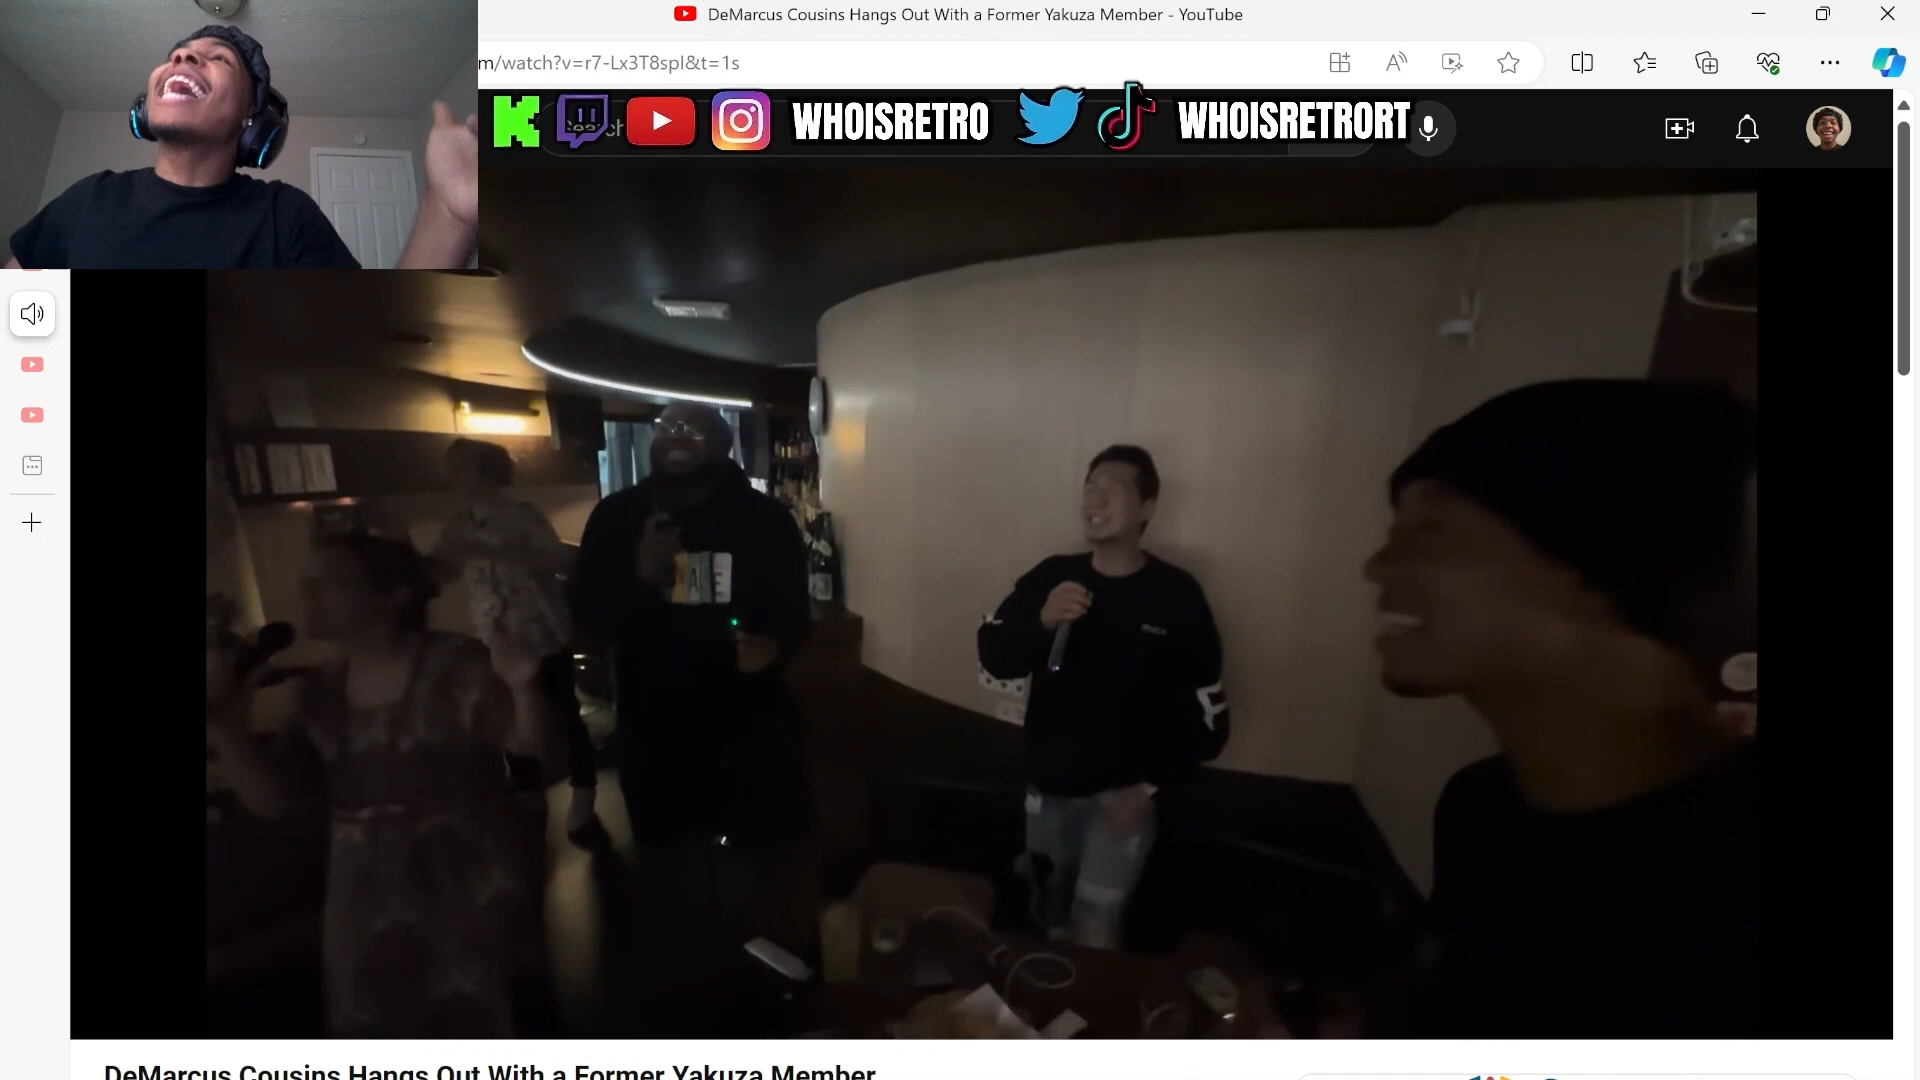 DeMarcus Cousins Hangs Out With a Former Yakuza Member - YouTube
m/watch?v=r7-Lx3T8spI&t=1s
WHOISRETRO
WHOISRETRORT
DeMarcus Cousins Hangs Out With a Former Yakuza Member